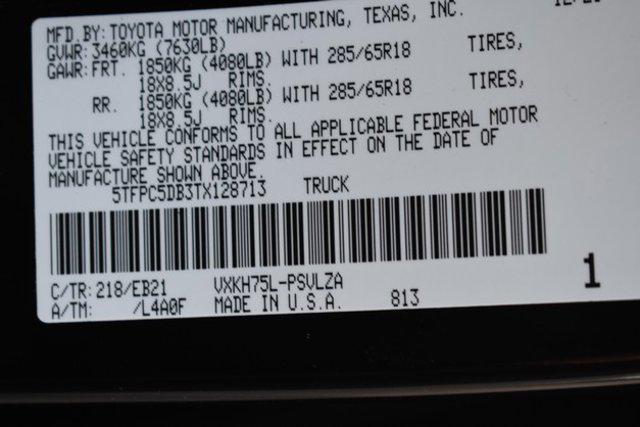 MFD.BY: TOYOTA MOTOR MANUFACTURING, TEXAS, INC.
GVWR: 3460KG (7630LB)
GAWR: FRT. 1850KG (4080LB) WITH 285/65R18 TIRES,
18X8.5J RIMS.
RR. 1850KG (4080LB) WITH 285/65R18 TIRES,
18X8.5J RIMS.
THIS VEHICLE CONFORMS TO ALL APPLICABLE FEDERAL MOTOR
VEHICLE SAFETY STANDARDS IN EFFECT ON THE DATE OF
MANUFACTURE SHOWN ABOVE.
5TFPC5DB3TX128713 TRUCK
C/TR: 218/EB21 VXKH75L-PSVLZA 1
A/TM: /L4A0F MADE IN U.S.A. 813